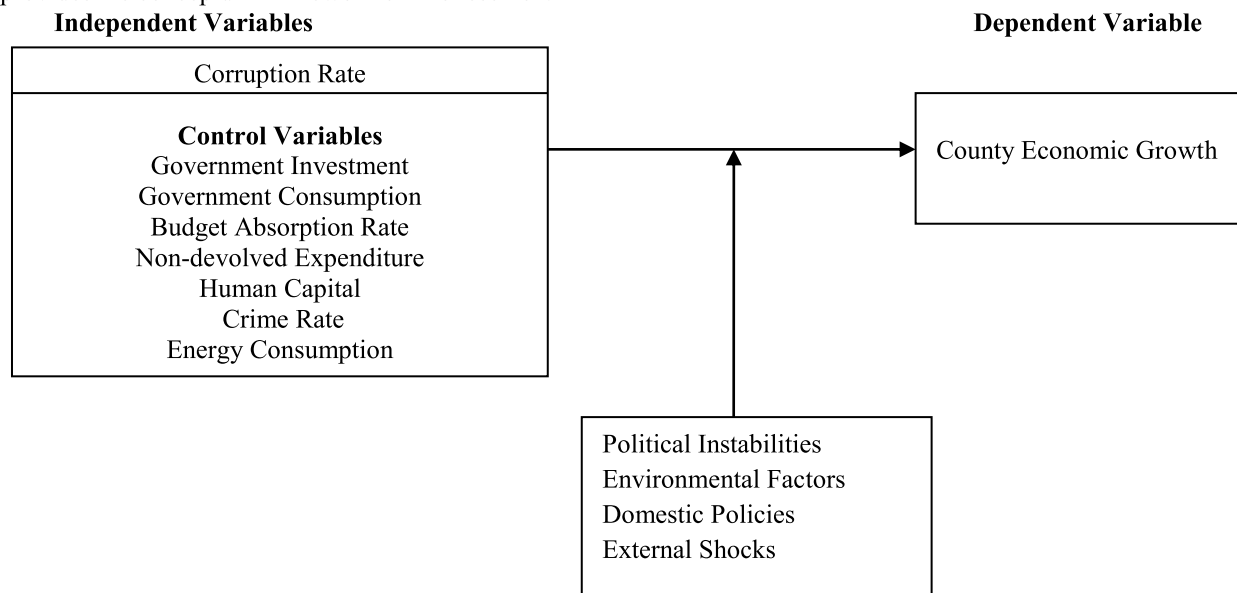 Independent Variables
Dependent Variable
Corruption Rate
Control Variables
Government Investment
Government Consumption
Budget Absorption Rate
Non-devolved Expenditure
Human Capital
Crime Rate
Energy Consumption
County Economic Growth
Political Instabilities
Environmental Factors
Domestic Policies
External Shocks